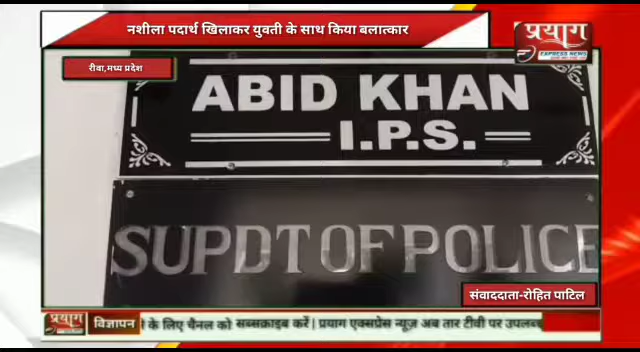 नशीला पदार्थ खिलाकर युवती के साथ किया बलात्कार
प्रयाग
EXPRESS NEWS
रीवा,मध्य प्रदेश
ABID KHAN
I.P.S.
SUPDT OF POLICE
संवाददाता-रोहित पाटिल
प्रयाग
विज्ञापन
के लिए चैनल को सब्सक्राइब करें | प्रयाग एक्सप्रेस न्यूज अब तार टीवी पर